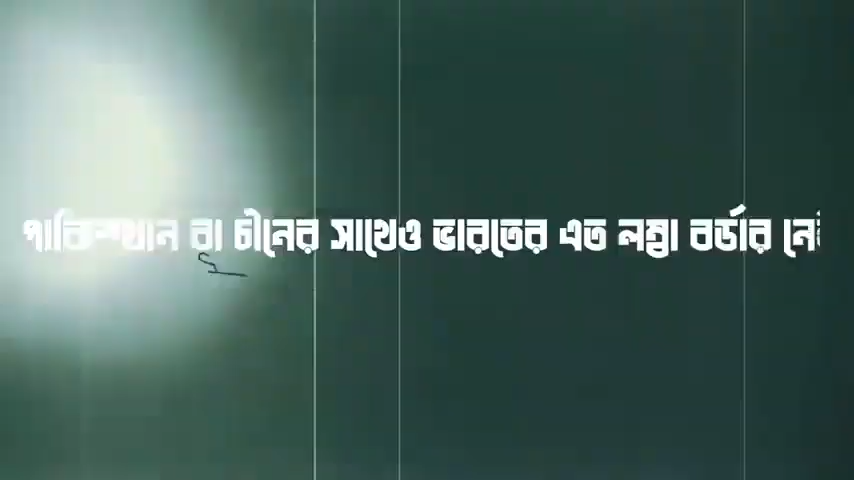 পাকিস্থান বা চীনের সাথেও ভারতের এত লম্বা বর্ডার নেই